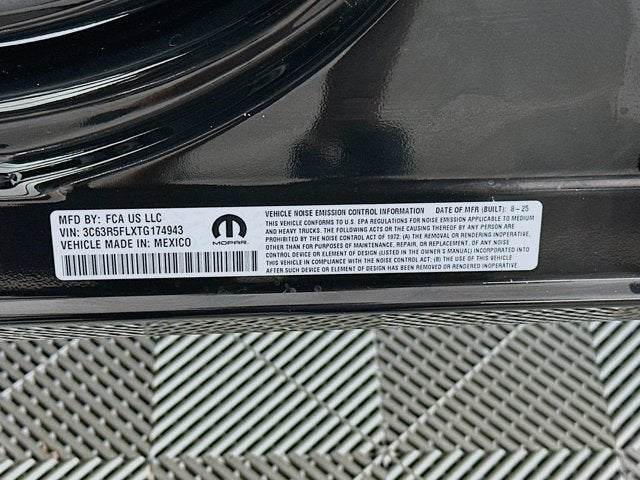 MFD BY: FCA US LLC
VIN: 3C63R5FLXTG174943
VEHICLE MADE IN: MEXICO
MOPAR.
VEHICLE NOISE EMISSION CONTROL INFORMATION DATE OF MFR (BUILT): 8-25
THIS VEHICLE CONFORMS TO U.S. EPA REGULATIONS FOR NOISE EMISSION APPLICABLE TO MEDIUM
AND HEAVY TRUCKS. THE FOLLOWING ACTS OR THE CAUSING THEREOF BY ANY PERSON ARE
PROHIBITED BY THE NOISE CONTROL ACT OF 1972: (A) THE REMOVAL OR RENDERING INOPERATIVE,
OTHER THAN FOR PURPOSES OF MAINTENANCE, REPAIR, OR REPLACEMENT, OF ANY NOISE
CONTROL DEVICE OR ELEMENT OF DESIGN (LISTED IN THE OWNER'S MANUAL) INCORPORATED INTO
THIS VEHICLE IN COMPLIANCE WITH THE NOISE CONTROL ACT; (B) THE USE OF THIS VEHICLE AFTER
SUCH DEVICE OR ELEMENT OF DESIGN HAS BEEN REMOVED OR RENDERED INOPERATIVE.